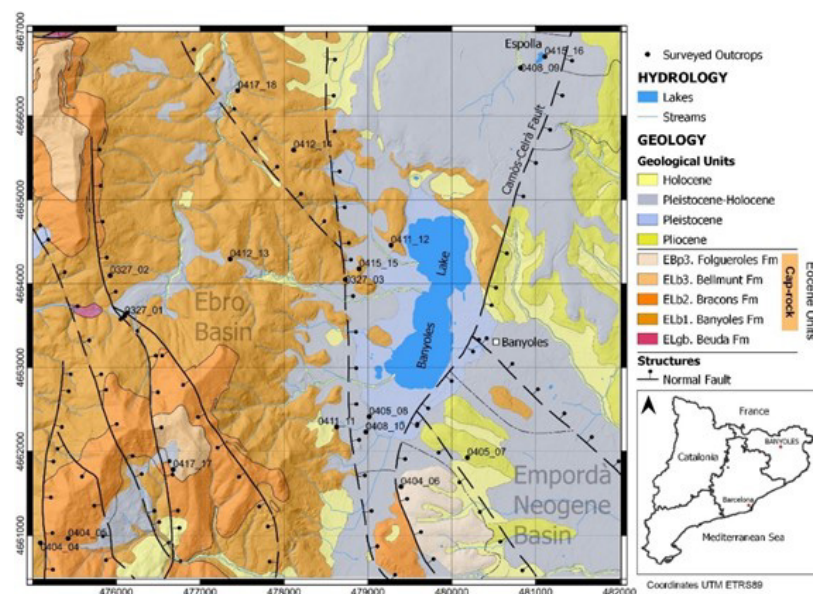 4667000
4666000
4665000
4664000
4663000
4662000
4661000
476000
477000
478000
479000
480000
481000
482000
Espolla
0415_16
0408_09
0417_18
0412_14
Camós-Celrà Fault
0411_12
0412_13
0415_15
0327_02
0327_03
0327_01
Ebro
Basin
Lake
Banyoles
Banyoles
0405_08
0411_11
0408_10
0405_07
0417_17
0404_06
Emporda
Neogene
Basin
0404_05
0404_04
Surveyed Outcrops
HYDROLOGY
Lakes
Streams
GEOLOGY
Geological Units
Holocene
Pleistocene-Holocene
Pleistocene
Pliocene
EBp3. Folgueroles Fm
ELb3. Bellmunt Fm
ELb2. Bracons Fm
ELb1. Banyoles Fm
ELgb. Beuda Fm
Cap-rock
Eocene Units
Structures
Normal Fault
France
Catalonia
BANYOLES
Barcelona
Mediterranean Sea
Coordinates UTM ETRS89